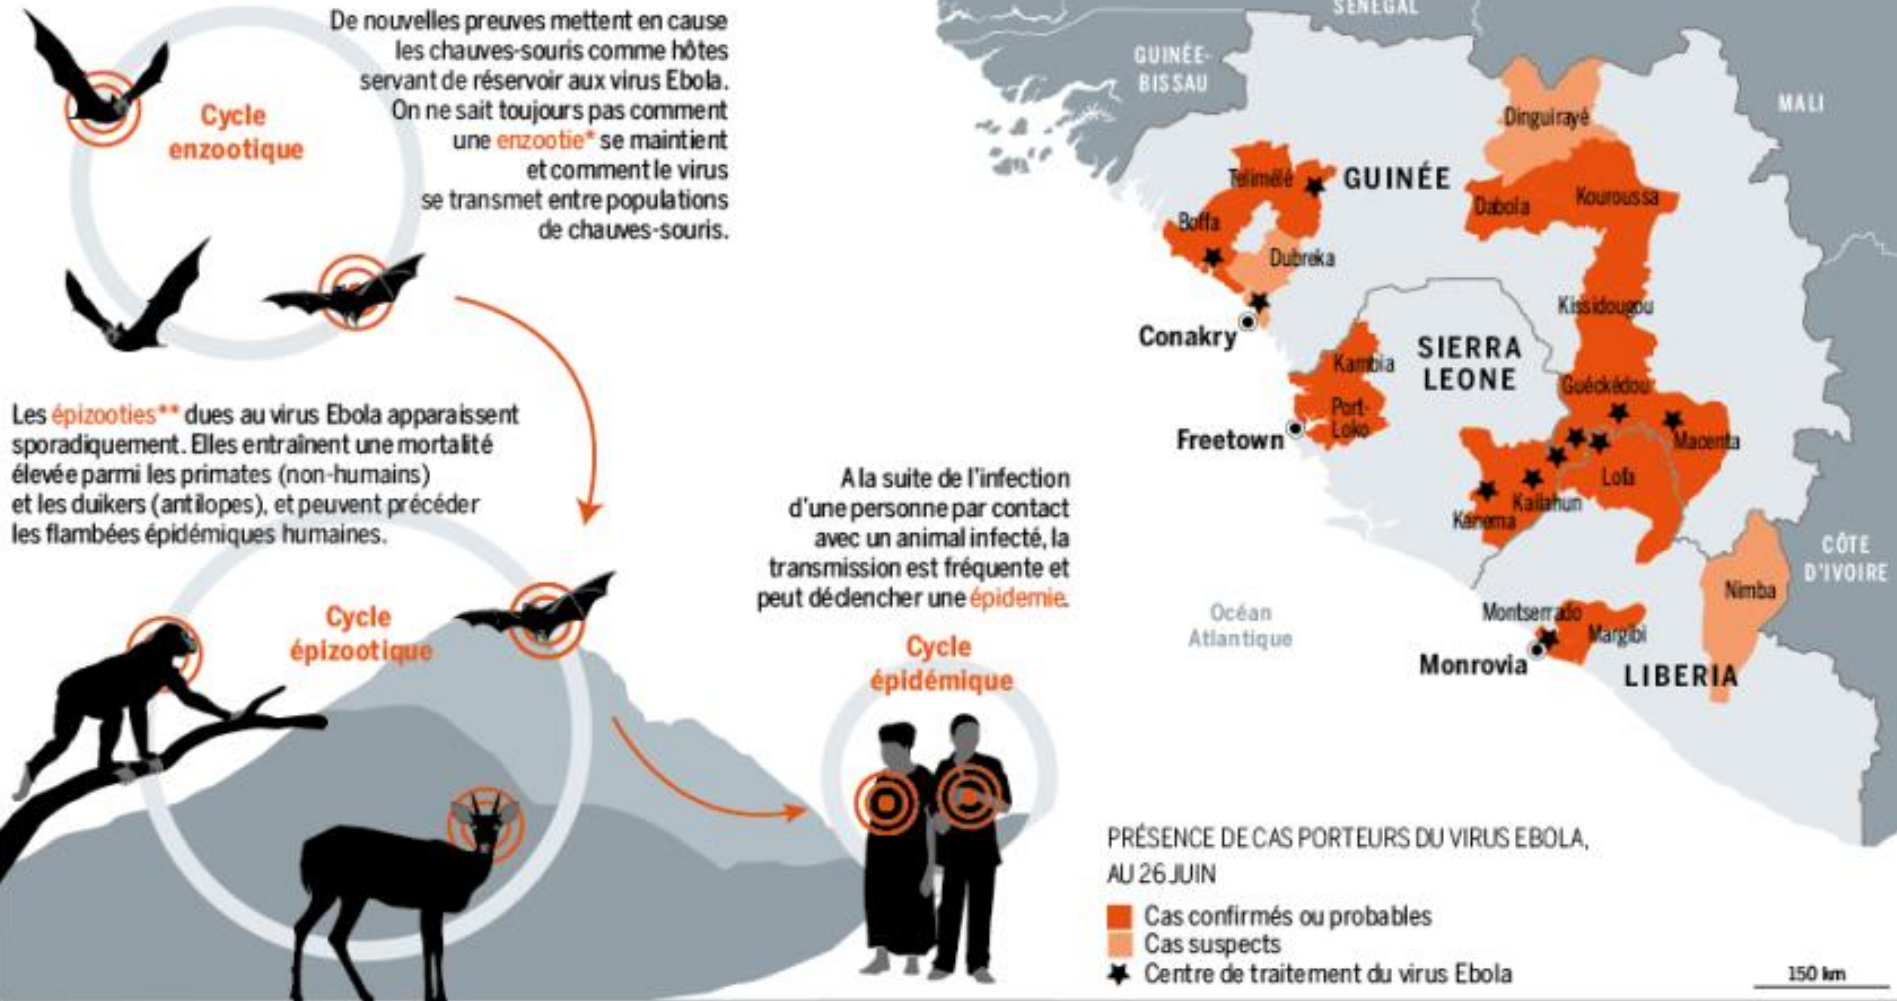 De nouvelles preuves mettent en cause
les chauves-souris comme hôtes
servant de réservoir aux virus Ebola.
On ne sait toujours pas comment
une enzootie* se maintient
et comment le virus
se transmet entre populations
de chauves-souris.
Cycle
enzootique
Les épizooties** dues au virus Ebola apparaissent
sporadiquement. Elles entraînent une mortalité
élevée parmi les primates (non-humains)
et les duikers (antilopes), et peuvent précéder
les flambées épidémiques humaines.
Cycle
épizootique
A la suite de l'infection
d'une personne par contact
avec un animal infecté, la
transmission est fréquente et
peut déclencher une épidemie.
Cycle
épidémique
SÉNÉGAL
GUINÉE-
BISSAU
MALI
Dinguirayé
Télimélé
GUINÉE
Dabola
Kouroussa
Boffa
Dubreka
Kissidougou
Conakry
SIERRA
LEONE
Kambia
Guéckédou
Port-
Loko
Freetown
Macenta
Lofa
Kailahun
Kenema
CÔTE
D'IVOIRE
Nimba
Océan
Atlantique
Montserrado
Margibi
Monrovia
LIBERIA
PRÉSENCE DE CAS PORTEURS DU VIRUS EBOLA,
AU 26 JUIN
Cas confirmés ou probables
Cas suspects
Centre de traitement du virus Ebola
150 km